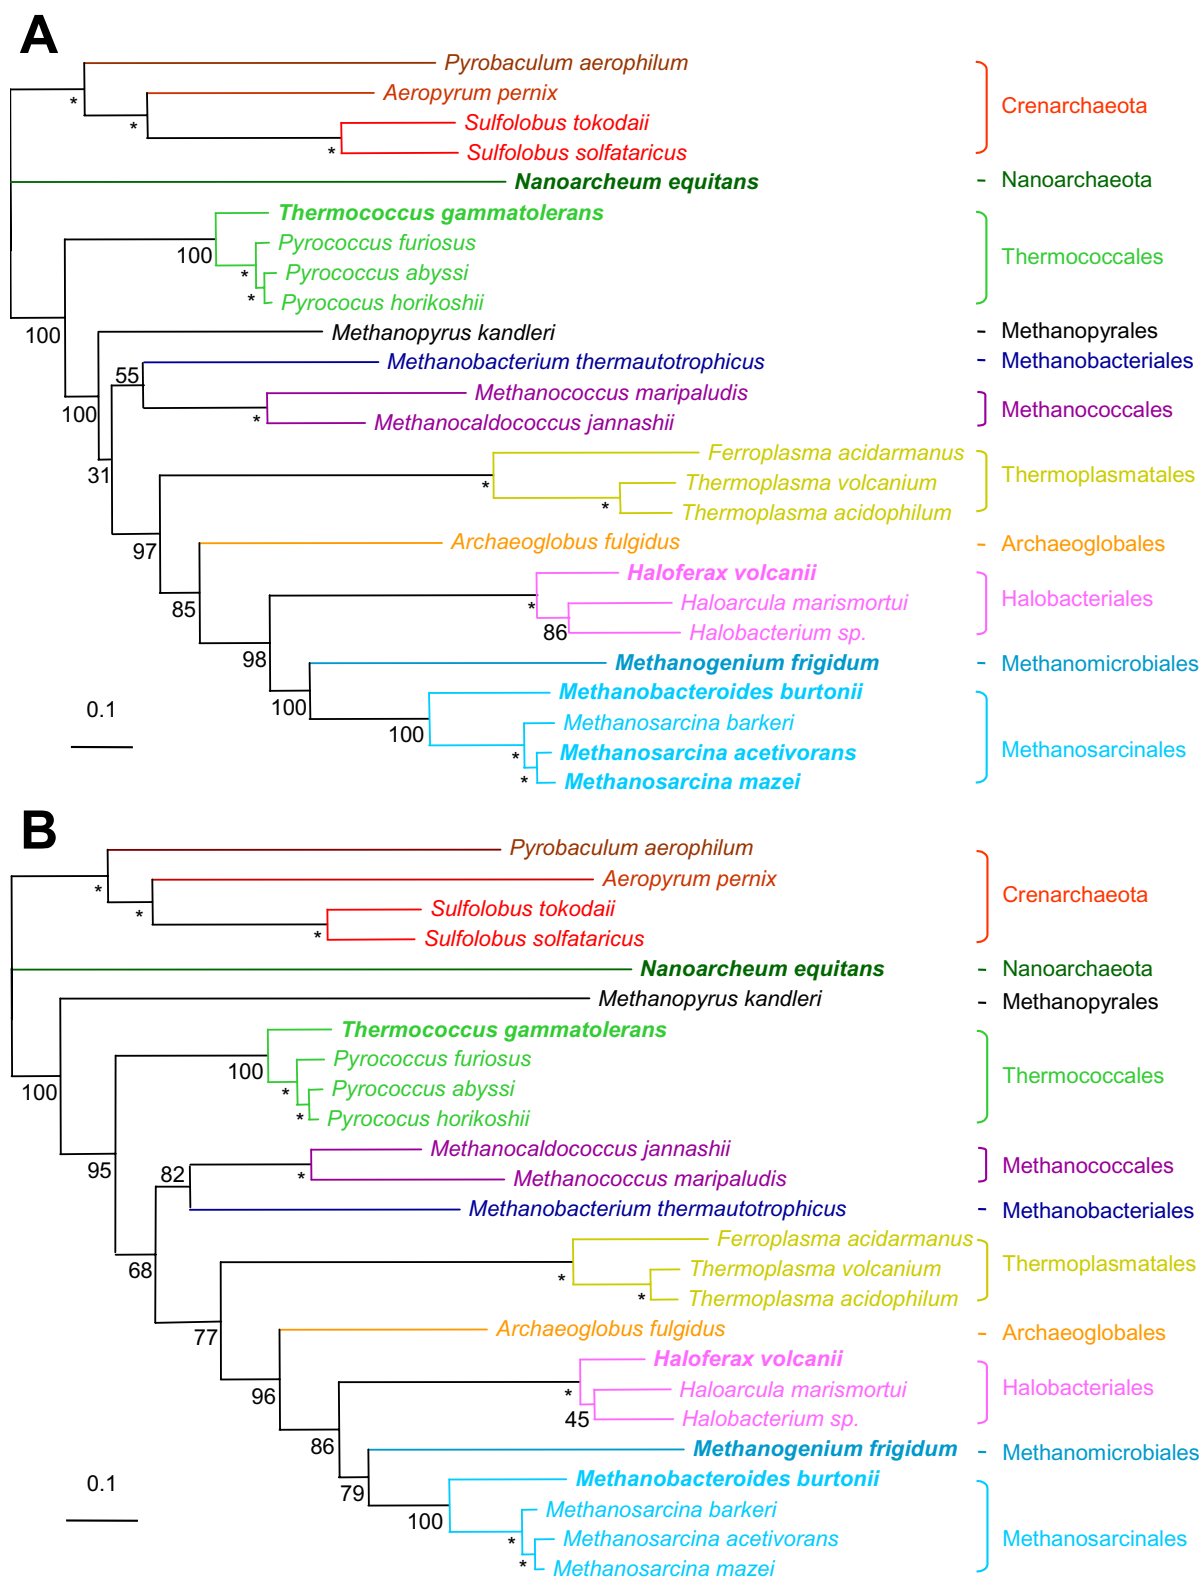 A
Pyrobaculum aerophilum
*
Aeropyrum pernix
Crenarchaeota
*
Sulfolobus tokodaii
*
Sulfolobus solfataricus
Nanoarcheum equitans
- Nanoarchaeota
Thermococcus gammatolerans
100
Pyrococcus furiosus
Thermococcales
*
Pyrococcus abyssi
*
Pyrococus horikoshii
100
Methanopyrus kandleri
- Methanopyrales
55
Methanobacterium thermautotrophicus
- Methanobacteriales
100
Methanococcus maripaludis
Methanococcales
*
Methanocaldococcus jannashii
31
Ferroplasma acidarmanus
Thermoplasmatales
*
Thermoplasma volcanium
*
Thermoplasma acidophilum
97
Archaeoglobus fulgidus
- Archaeoglobales
85
Haloferax volcanii
Halobacteriales
*
Haloarcula marismortui
86
Halobacterium sp.
98
Methanogenium frigidum
- Methanomicrobiales
100
Methanobacteroides burtonii
0.1
100
Methanosarcina barkeri
Methanosarcinales
*
Methanosarcina acetivorans
*
Methanosarcina mazei
B
Pyrobaculum aerophilum
*
Aeropyrum pernix
Crenarchaeota
*
Sulfolobus tokodaii
*
Sulfolobus solfataricus
Nanoarcheum equitans
- Nanoarchaeota
Methanopyrus kandleri
- Methanopyrales
Thermococcus gammatolerans
100
Pyrococcus furiosus
Thermococcales
100
*
Pyrococcus abyssi
*
Pyrococus horikoshii
95
Methanocaldococcus jannashii
Methanococcales
82
*
Methanococcus maripaludis
Methanobacterium thermautotrophicus
- Methanobacteriales
68
Ferroplasma acidarmanus
Thermoplasmatales
*
Thermoplasma volcanium
*
Thermoplasma acidophilum
77
Archaeoglobus fulgidus
- Archaeoglobales
96
Haloferax volcanii
Halobacteriales
*
Haloarcula marismortui
45
Halobacterium sp.
86
Methanogenium frigidum
- Methanomicrobiales
79
Methanobacteroides burtonii
0.1
100
Methanosarcina barkeri
Methanosarcinales
*
Methanosarcina acetivorans
*
Methanosarcina mazei